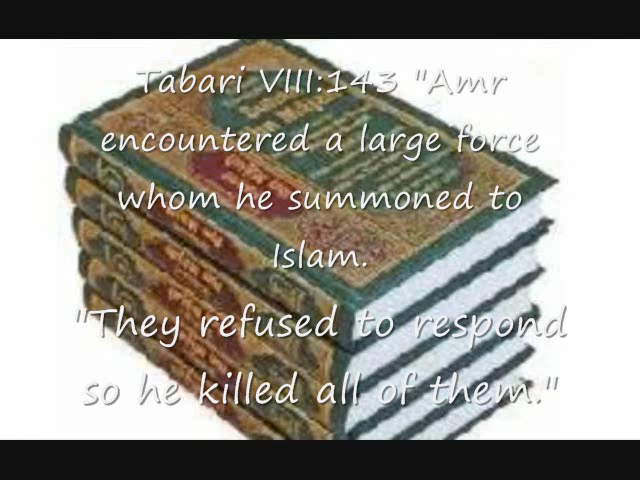 Tabari VIII:143 "Amr
encountered a large force
whom he summoned to
Islam.
"They refused to respond
so he killed all of them."